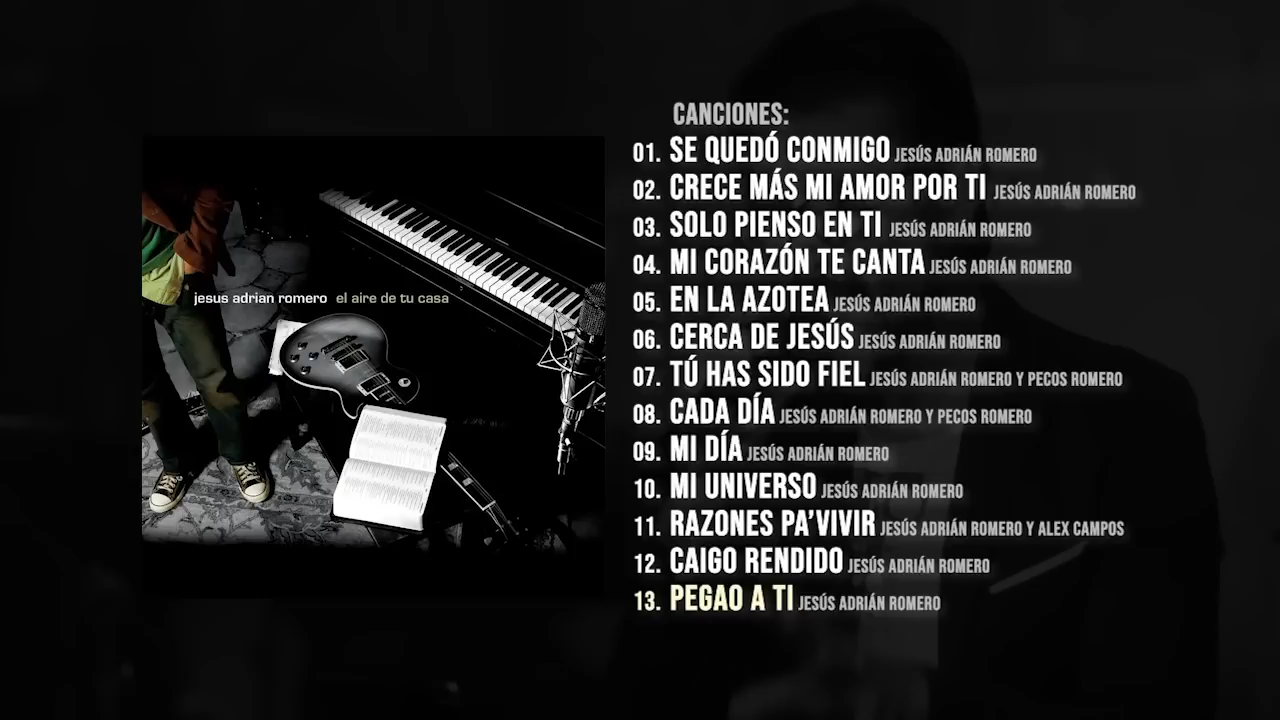 jesus adrian romero el aire de tu casa
CANCIONES:
01. SE QUEDÓ CONMIGO JESÚS ADRIÁN ROMERO
02. CRECE MÁS MI AMOR POR TI JESÚS ADRIÁN ROMERO
03. SOLO PIENSO EN TI JESÚS ADRIÁN ROMERO
04. MI CORAZÓN TE CANTA JESÚS ADRIÁN ROMERO
05. EN LA AZOTEA JESÚS ADRIÁN ROMERO
06. CERCA DE JESÚS JESÚS ADRIÁN ROMERO
07. TÚ HAS SIDO FIEL JESÚS ADRIÁN ROMERO Y PECOS ROMERO
08. CADA DÍA JESÚS ADRIÁN ROMERO Y PECOS ROMERO
09. MI DÍA JESÚS ADRIÁN ROMERO
10. MI UNIVERSO JESÚS ADRIÁN ROMERO
11. RAZONES PA'VIVIR JESÚS ADRIÁN ROMERO Y ALEX CAMPOS
12. CAIGO RENDIDO JESÚS ADRIÁN ROMERO
13. PEGAO A TI JESÚS ADRIÁN ROMERO